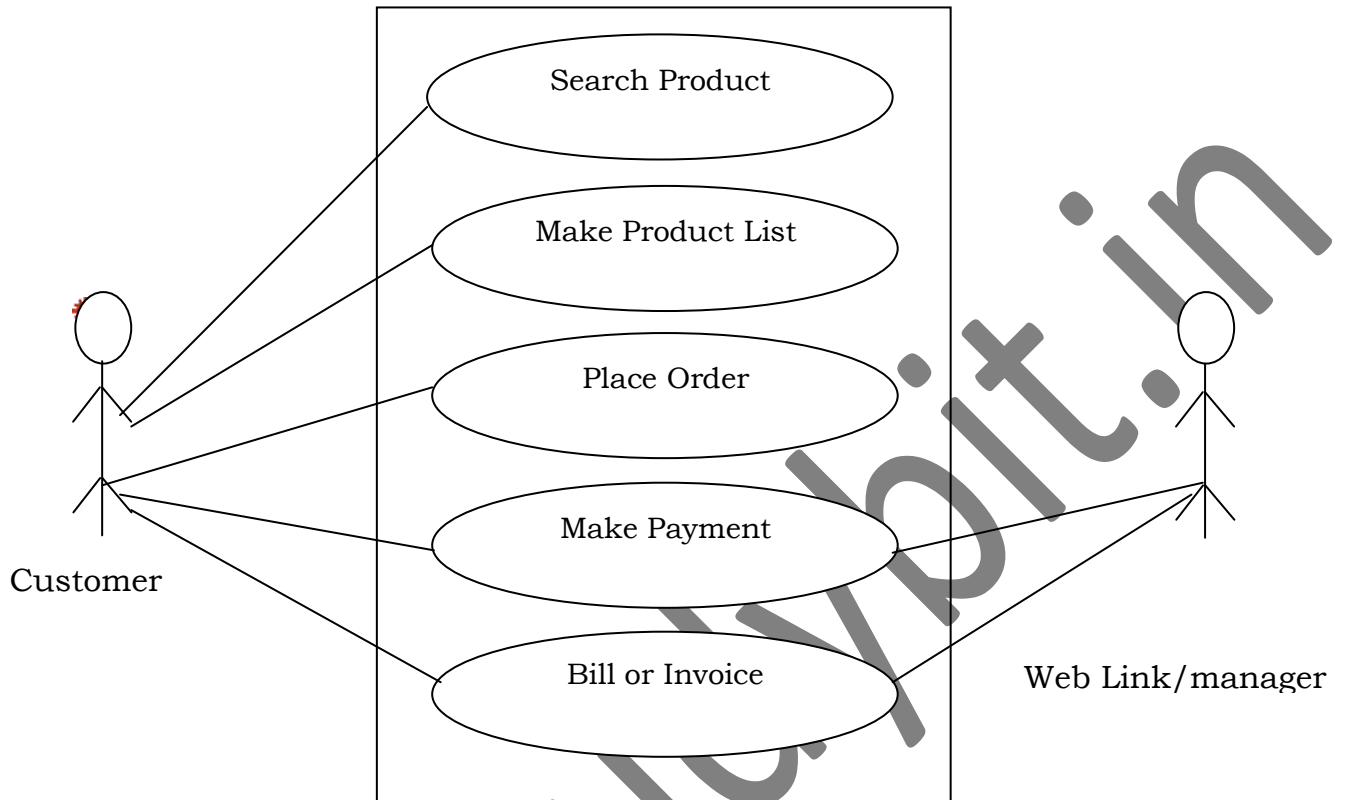 Search Product
Make Product List
Place Order
Make Payment
Customer
Bill or Invoice
Web Link/manager